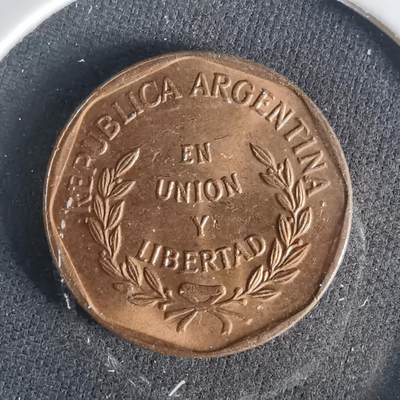 REPUBLICA ARGENTINA
EN
UNION
Y
LIBERTAD